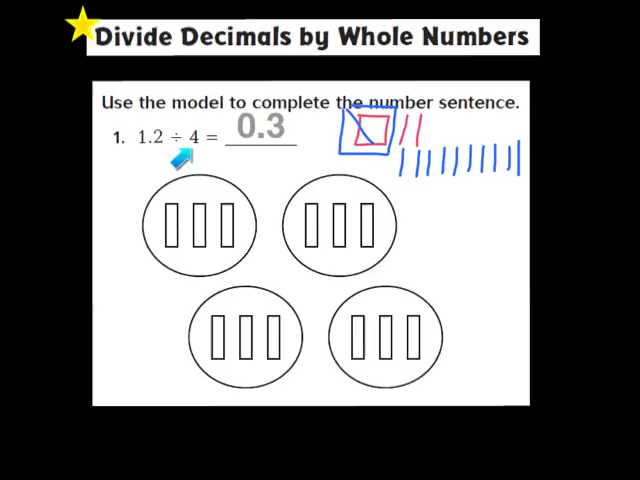 Divide Decimals by Whole Numbers
Use the model to complete the number sentence.
1. 1.2 ÷ 4 = 0.3